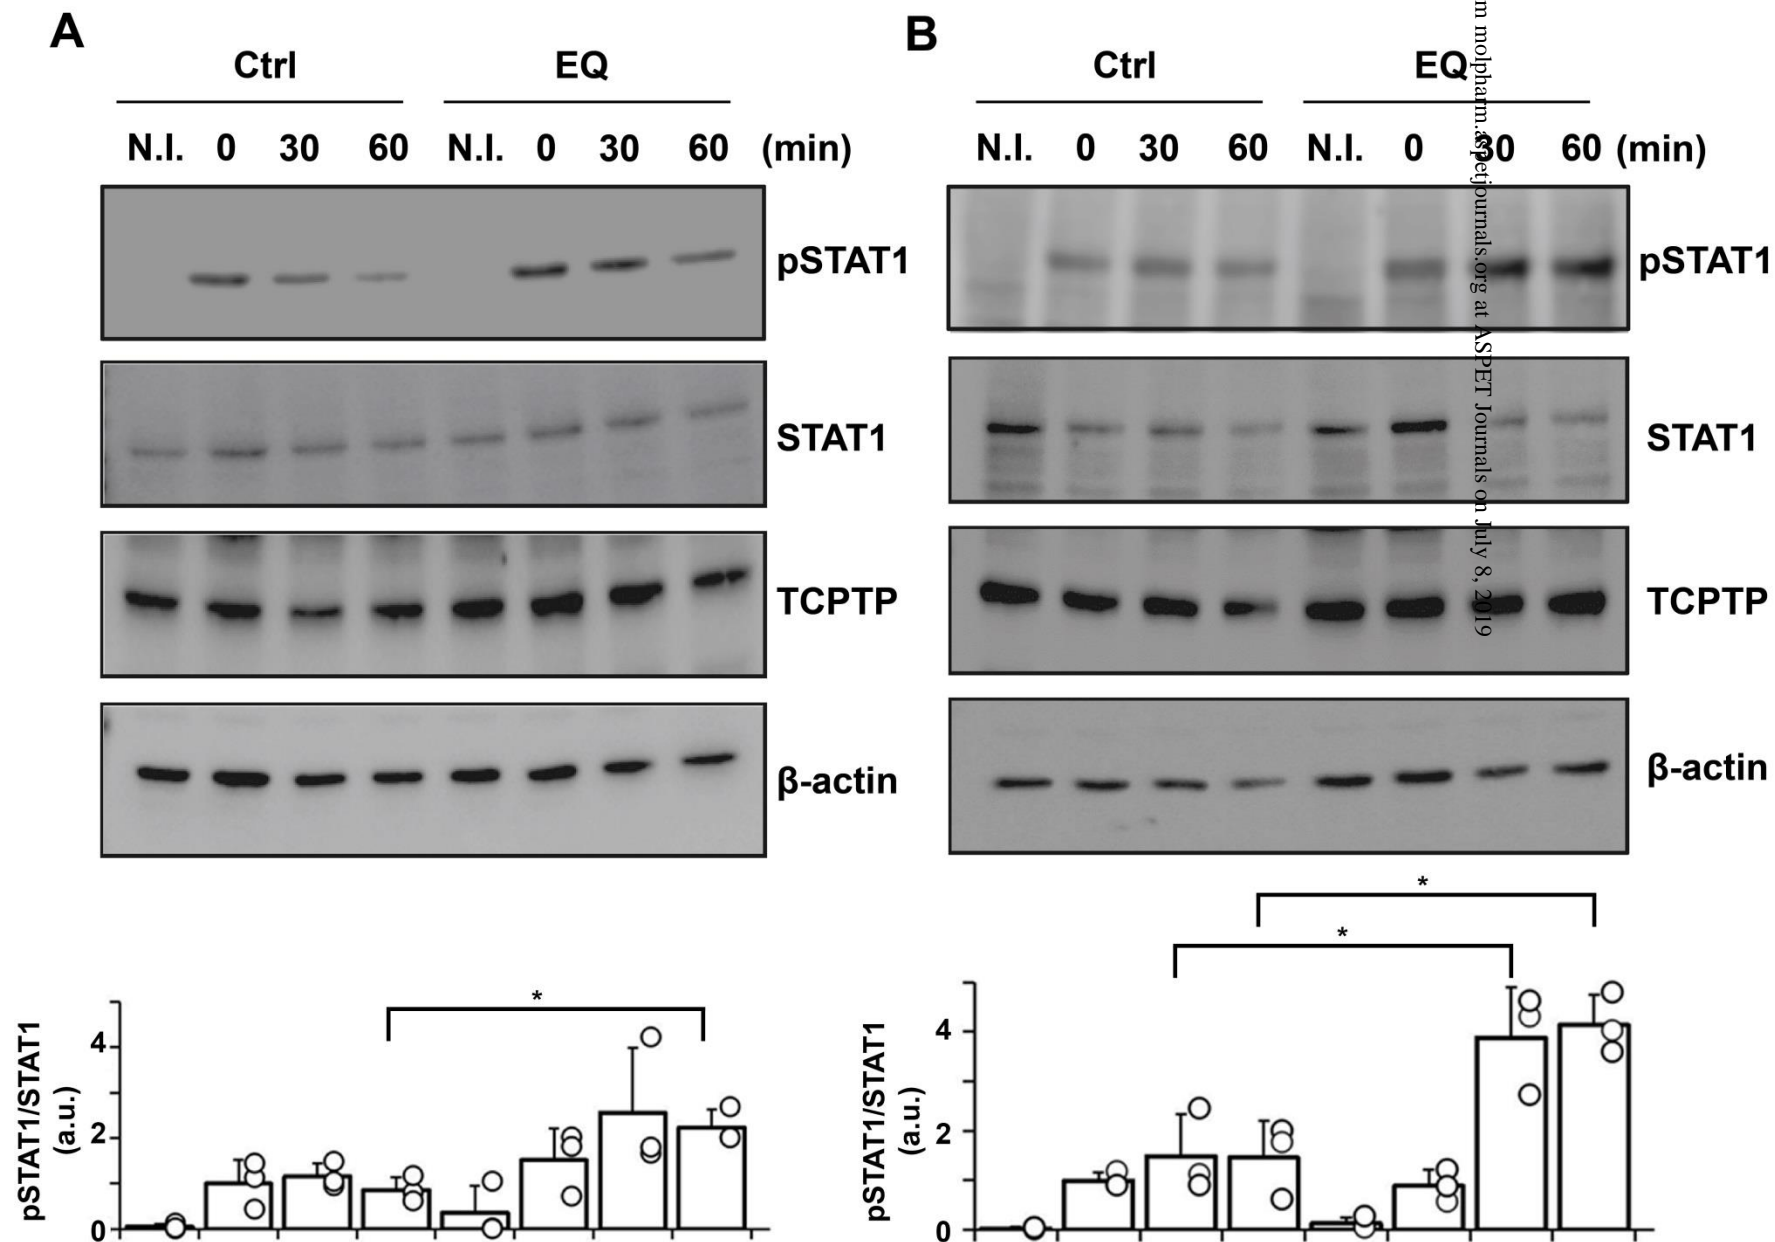 A
Ctrl EQ
N.I. 0 30 60 N.I. 0 30 60 (min)
pSTAT1
STAT1
TCPTP
β-actin
*
pSTAT1/STAT1
(a.u.)
4
2
0
B
Ctrl EQ
N.I. 0 30 60 N.I. 0 30 60 (min)
pSTAT1
STAT1
TCPTP
β-actin
*
*
pSTAT1/STAT1
(a.u.)
4
2
0
m molpharm.aspetjournals.org at ASPET Journals on July 8, 2019